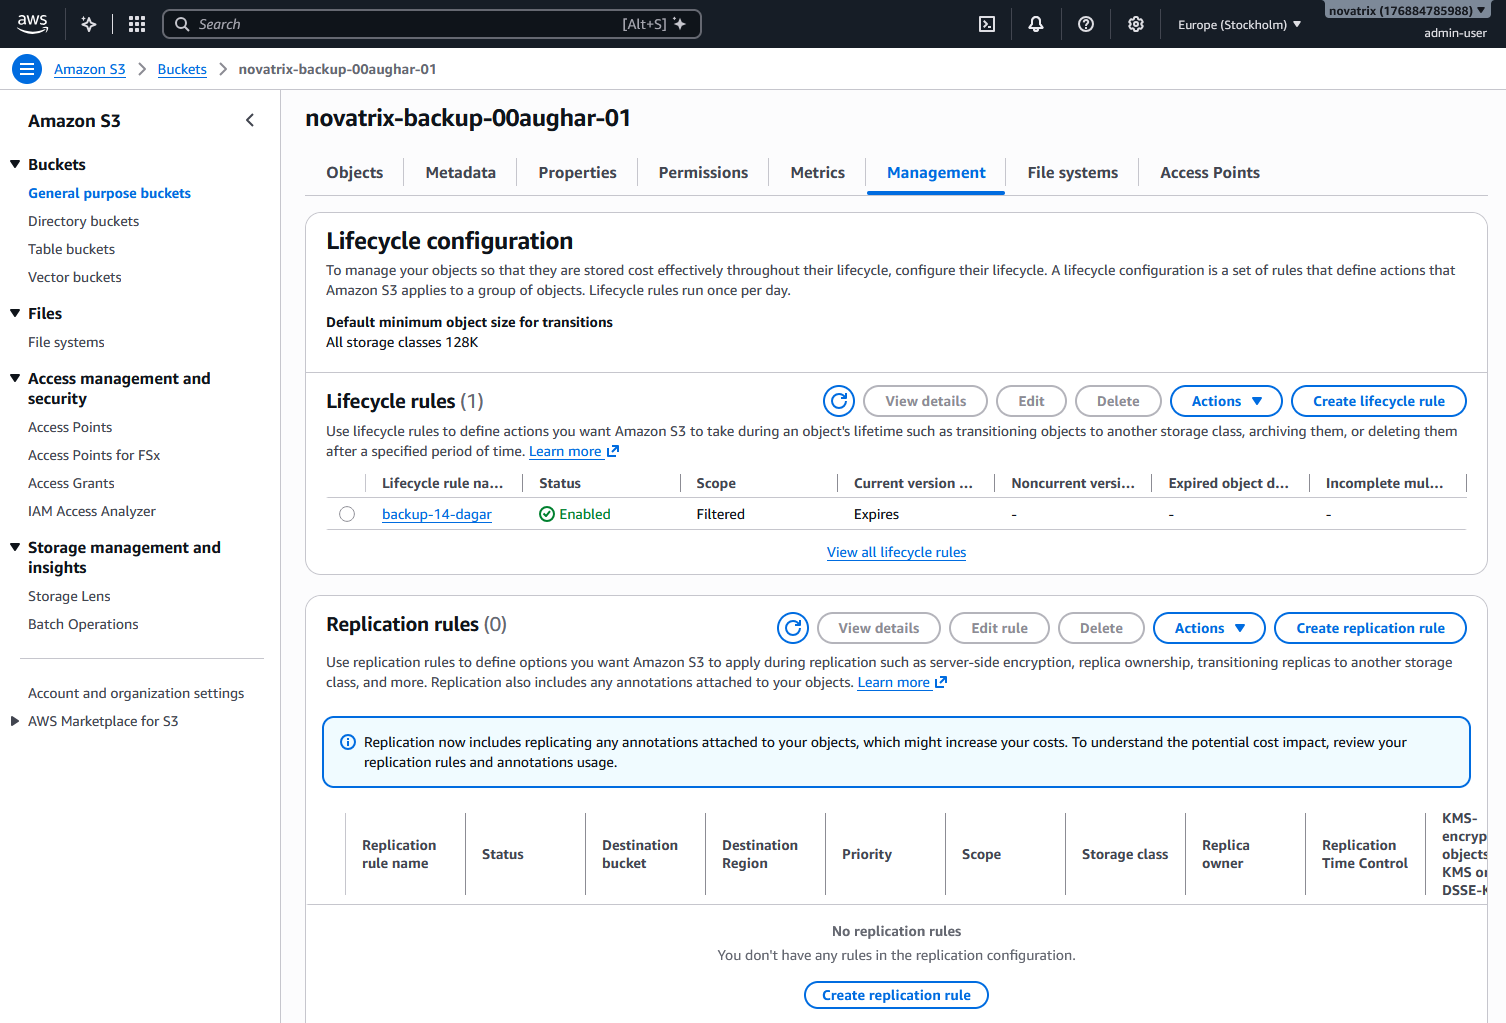 aws
Search
[Alt+S]
Europe (Stockholm)
novatrix (176884785988)
admin-user
Amazon S3
Buckets
novatrix-backup-00aughar-01
Amazon S3
Buckets
General purpose buckets
Directory buckets
Table buckets
Vector buckets
Files
File systems
Access management and
security
Access Points
Access Points for FSx
Access Grants
IAM Access Analyzer
Storage management and
insights
Storage Lens
Batch Operations
Account and organization settings
AWS Marketplace for S3
novatrix-backup-00aughar-01
Objects
Metadata
Properties
Permissions
Metrics
Management
File systems
Access Points
Lifecycle configuration
To manage your objects so that they are stored cost effectively throughout their lifecycle, configure their lifecycle. A lifecycle configuration is a set of rules that define actions that
Amazon S3 applies to a group of objects. Lifecycle rules run once per day.
Default minimum object size for transitions
All storage classes 128K
Lifecycle rules (1)
View details
Edit
Delete
Actions
Create lifecycle rule
Use lifecycle rules to define actions you want Amazon S3 to take during an object's lifetime such as transitioning objects to another storage class, archiving them, or deleting them
after a specified period of time. Learn more
Lifecycle rule na...
Status
Scope
Current version ...
Noncurrent versi...
Expired object d...
Incomplete mul...
backup-14-dagar
Enabled
Filtered
Expires
-
-
-
View all lifecycle rules
Replication rules (0)
View details
Edit rule
Delete
Actions
Create replication rule
Use replication rules to define options you want Amazon S3 to apply during replication such as server-side encryption, replica ownership, transitioning replicas to another storage
class, and more. Replication also includes any annotations attached to your objects. Learn more
Replication now includes replicating any annotations attached to your objects, which might increase your costs. To understand the potential cost impact, review your
replication rules and annotations usage.
Replication
rule name
Status
Destination
bucket
Destination
Region
Priority
Scope
Storage class
Replica
owner
Replication
Time Control
KMS-
encryp
objects
KMS or
DSSE-K
No replication rules
You don't have any rules in the replication configuration.
Create replication rule